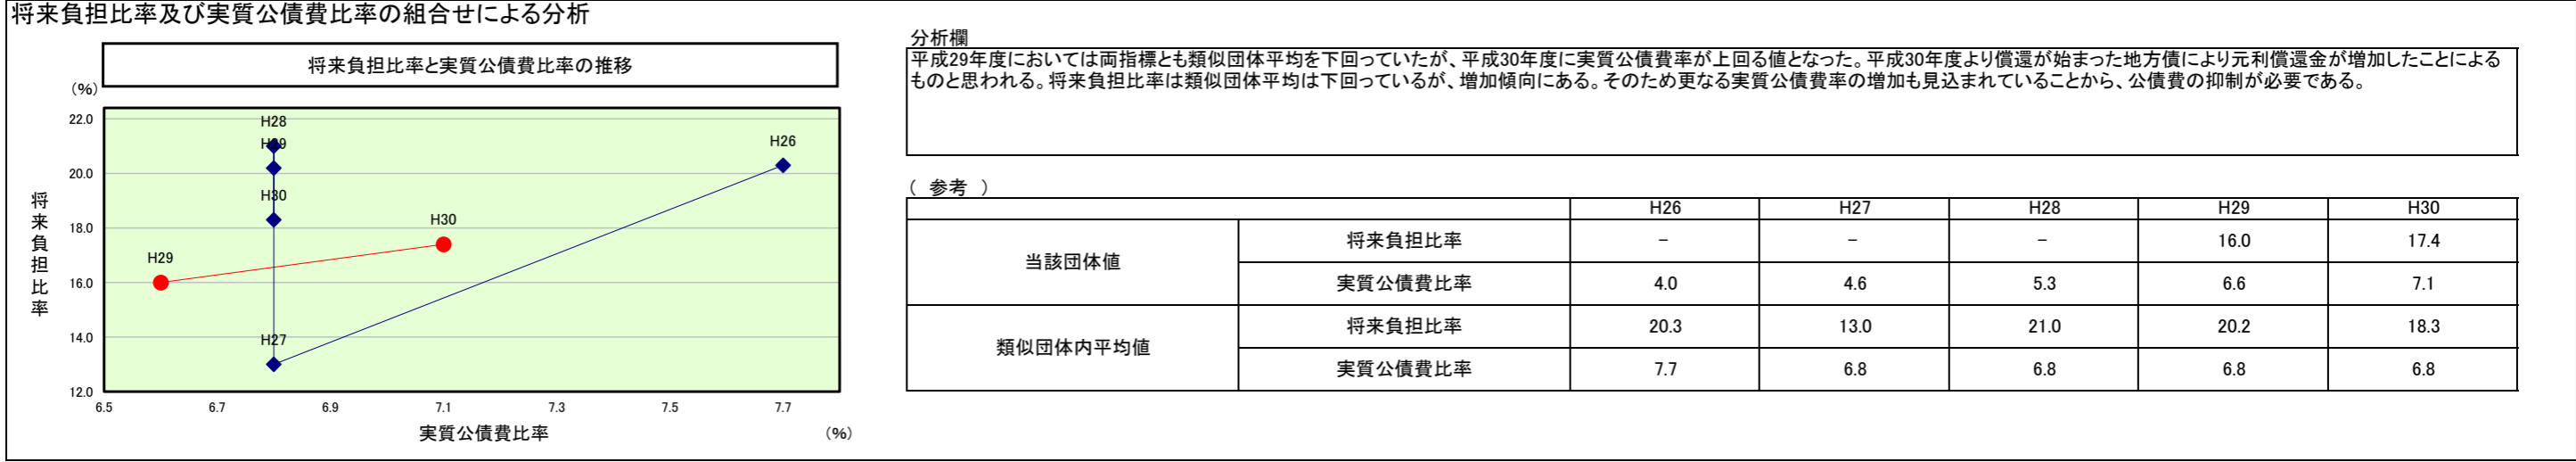 将来負担比率及び実質公債費比率の組合せによる分析
将来負担比率と実質公債費比率の推移
(%)
22.0
20.0
18.0
16.0
14.0
12.0
将来負担比率
H28
H29
H30
H27
H26
H29
H30
6.5 6.7 6.9 7.1 7.3 7.5 7.7
実質公債費比率 (%)
分析欄
平成29年度においては両指標とも類似団体平均を下回っていたが、平成30年度に実質公債費率が上回る値となった。平成30年度より償還が始まった地方債により元利償還金が増加したことによる
ものと思われる。将来負担比率は類似団体平均は下回っているが、増加傾向にある。そのため更なる実質公債費率の増加も見込まれていることから、公債費の抑制が必要である。
( 参考 )
H26 H27 H28 H29 H30
当該団体値
将来負担比率 － － － 16.0 17.4
実質公債費比率 4.0 4.6 5.3 6.6 7.1
類似団体内平均値
将来負担比率 20.3 13.0 21.0 20.2 18.3
実質公債費比率 7.7 6.8 6.8 6.8 6.8